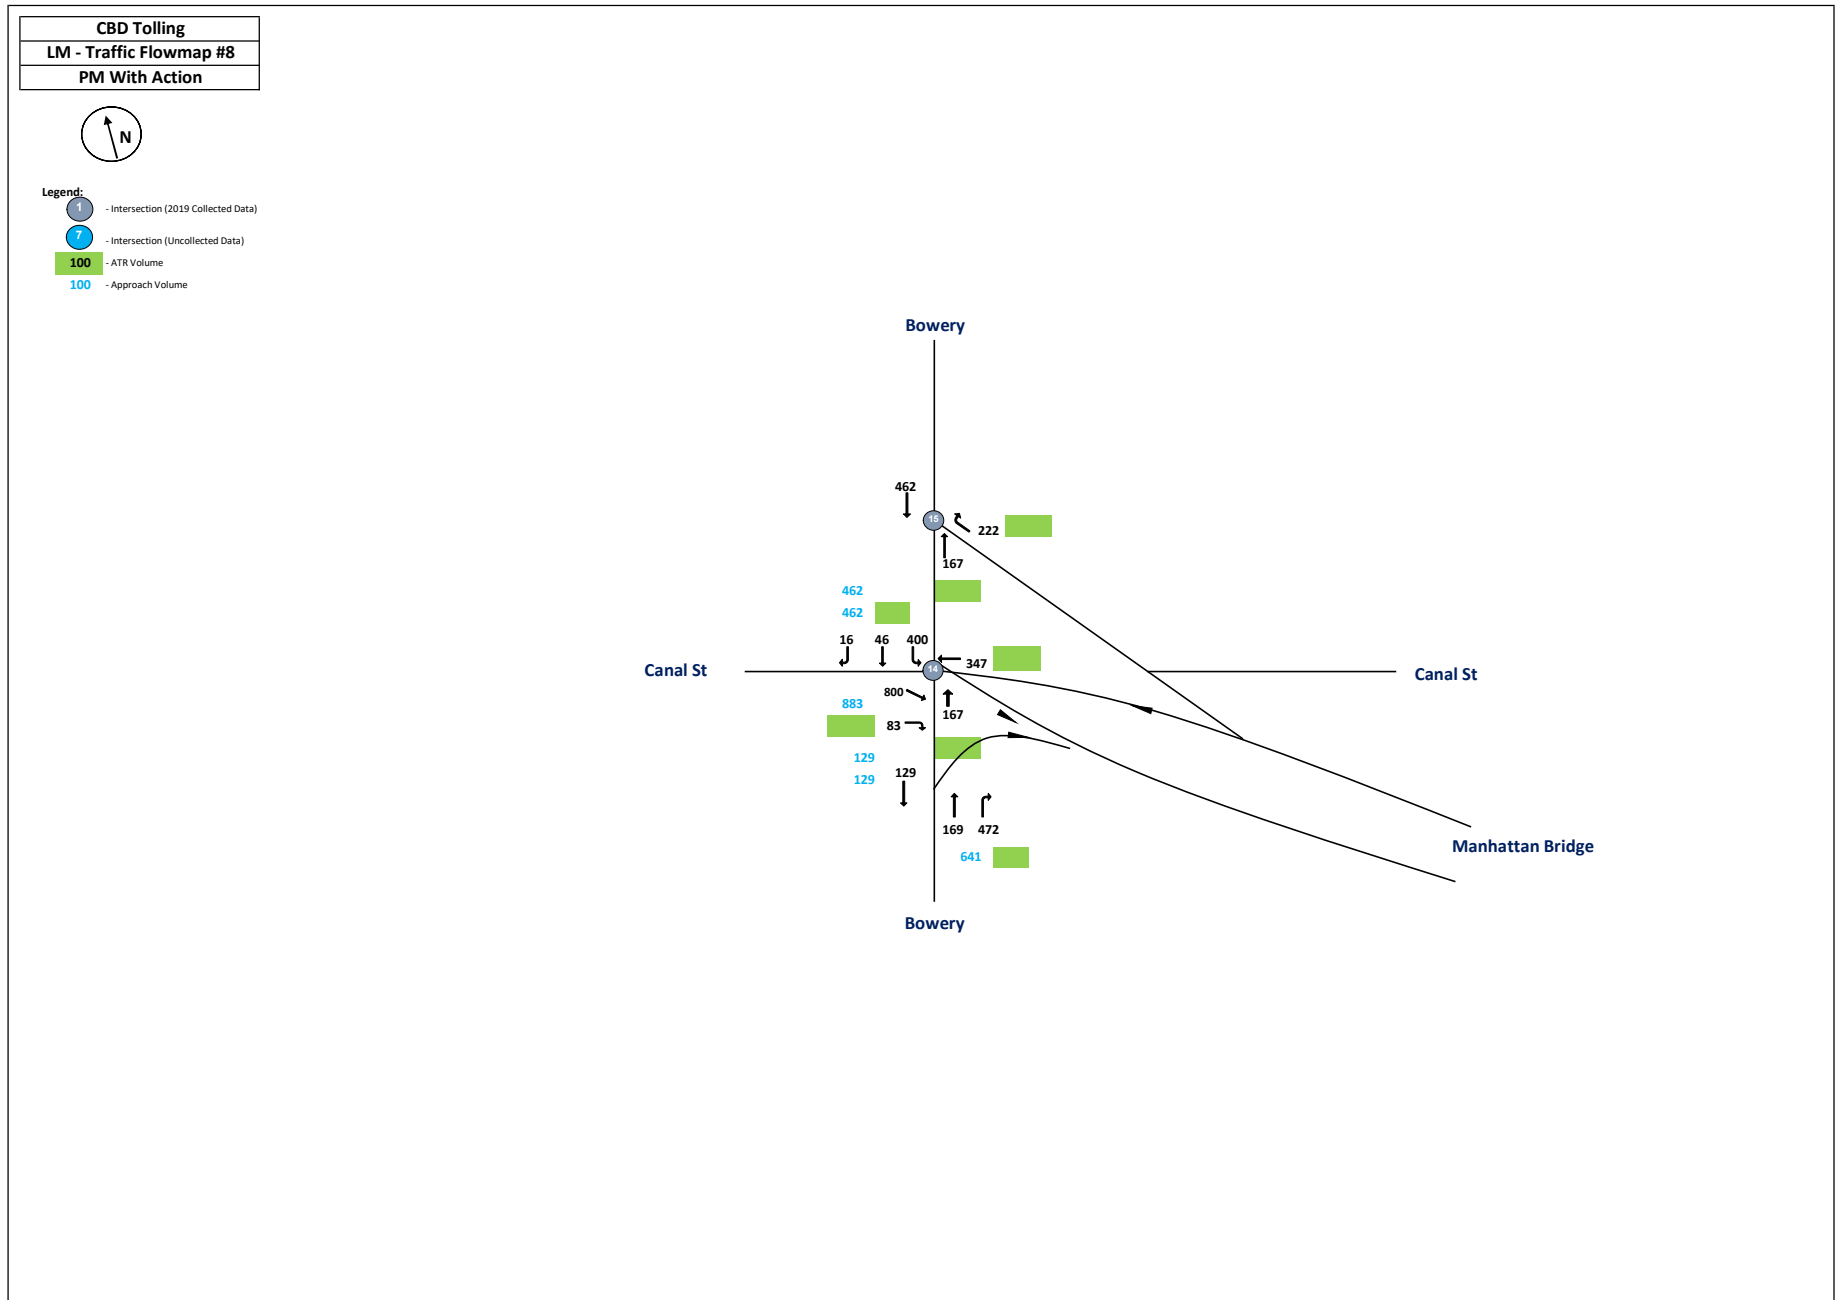 CBD Tolling
LM - Traffic Flowmap #8
PM With Action
N
Legend:
1 - Intersection (2019 Collected Data)
7 - Intersection (Uncollected Data)
100 - ATR Volume
100 - Approach Volume
Bowery
462
15
222
167
462
462
16 46 400
347
Canal St
14
Canal St
800
883
167
83
129
129
129
169 472
Manhattan Bridge
641
Bowery